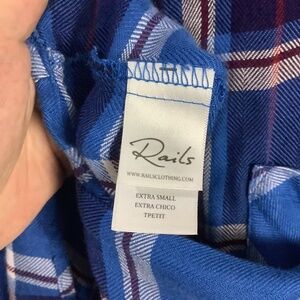 Rails
WWW.RAILSCLOTHING.COM
EXTRA SMALL
EXTRA CHICO
TPETIT